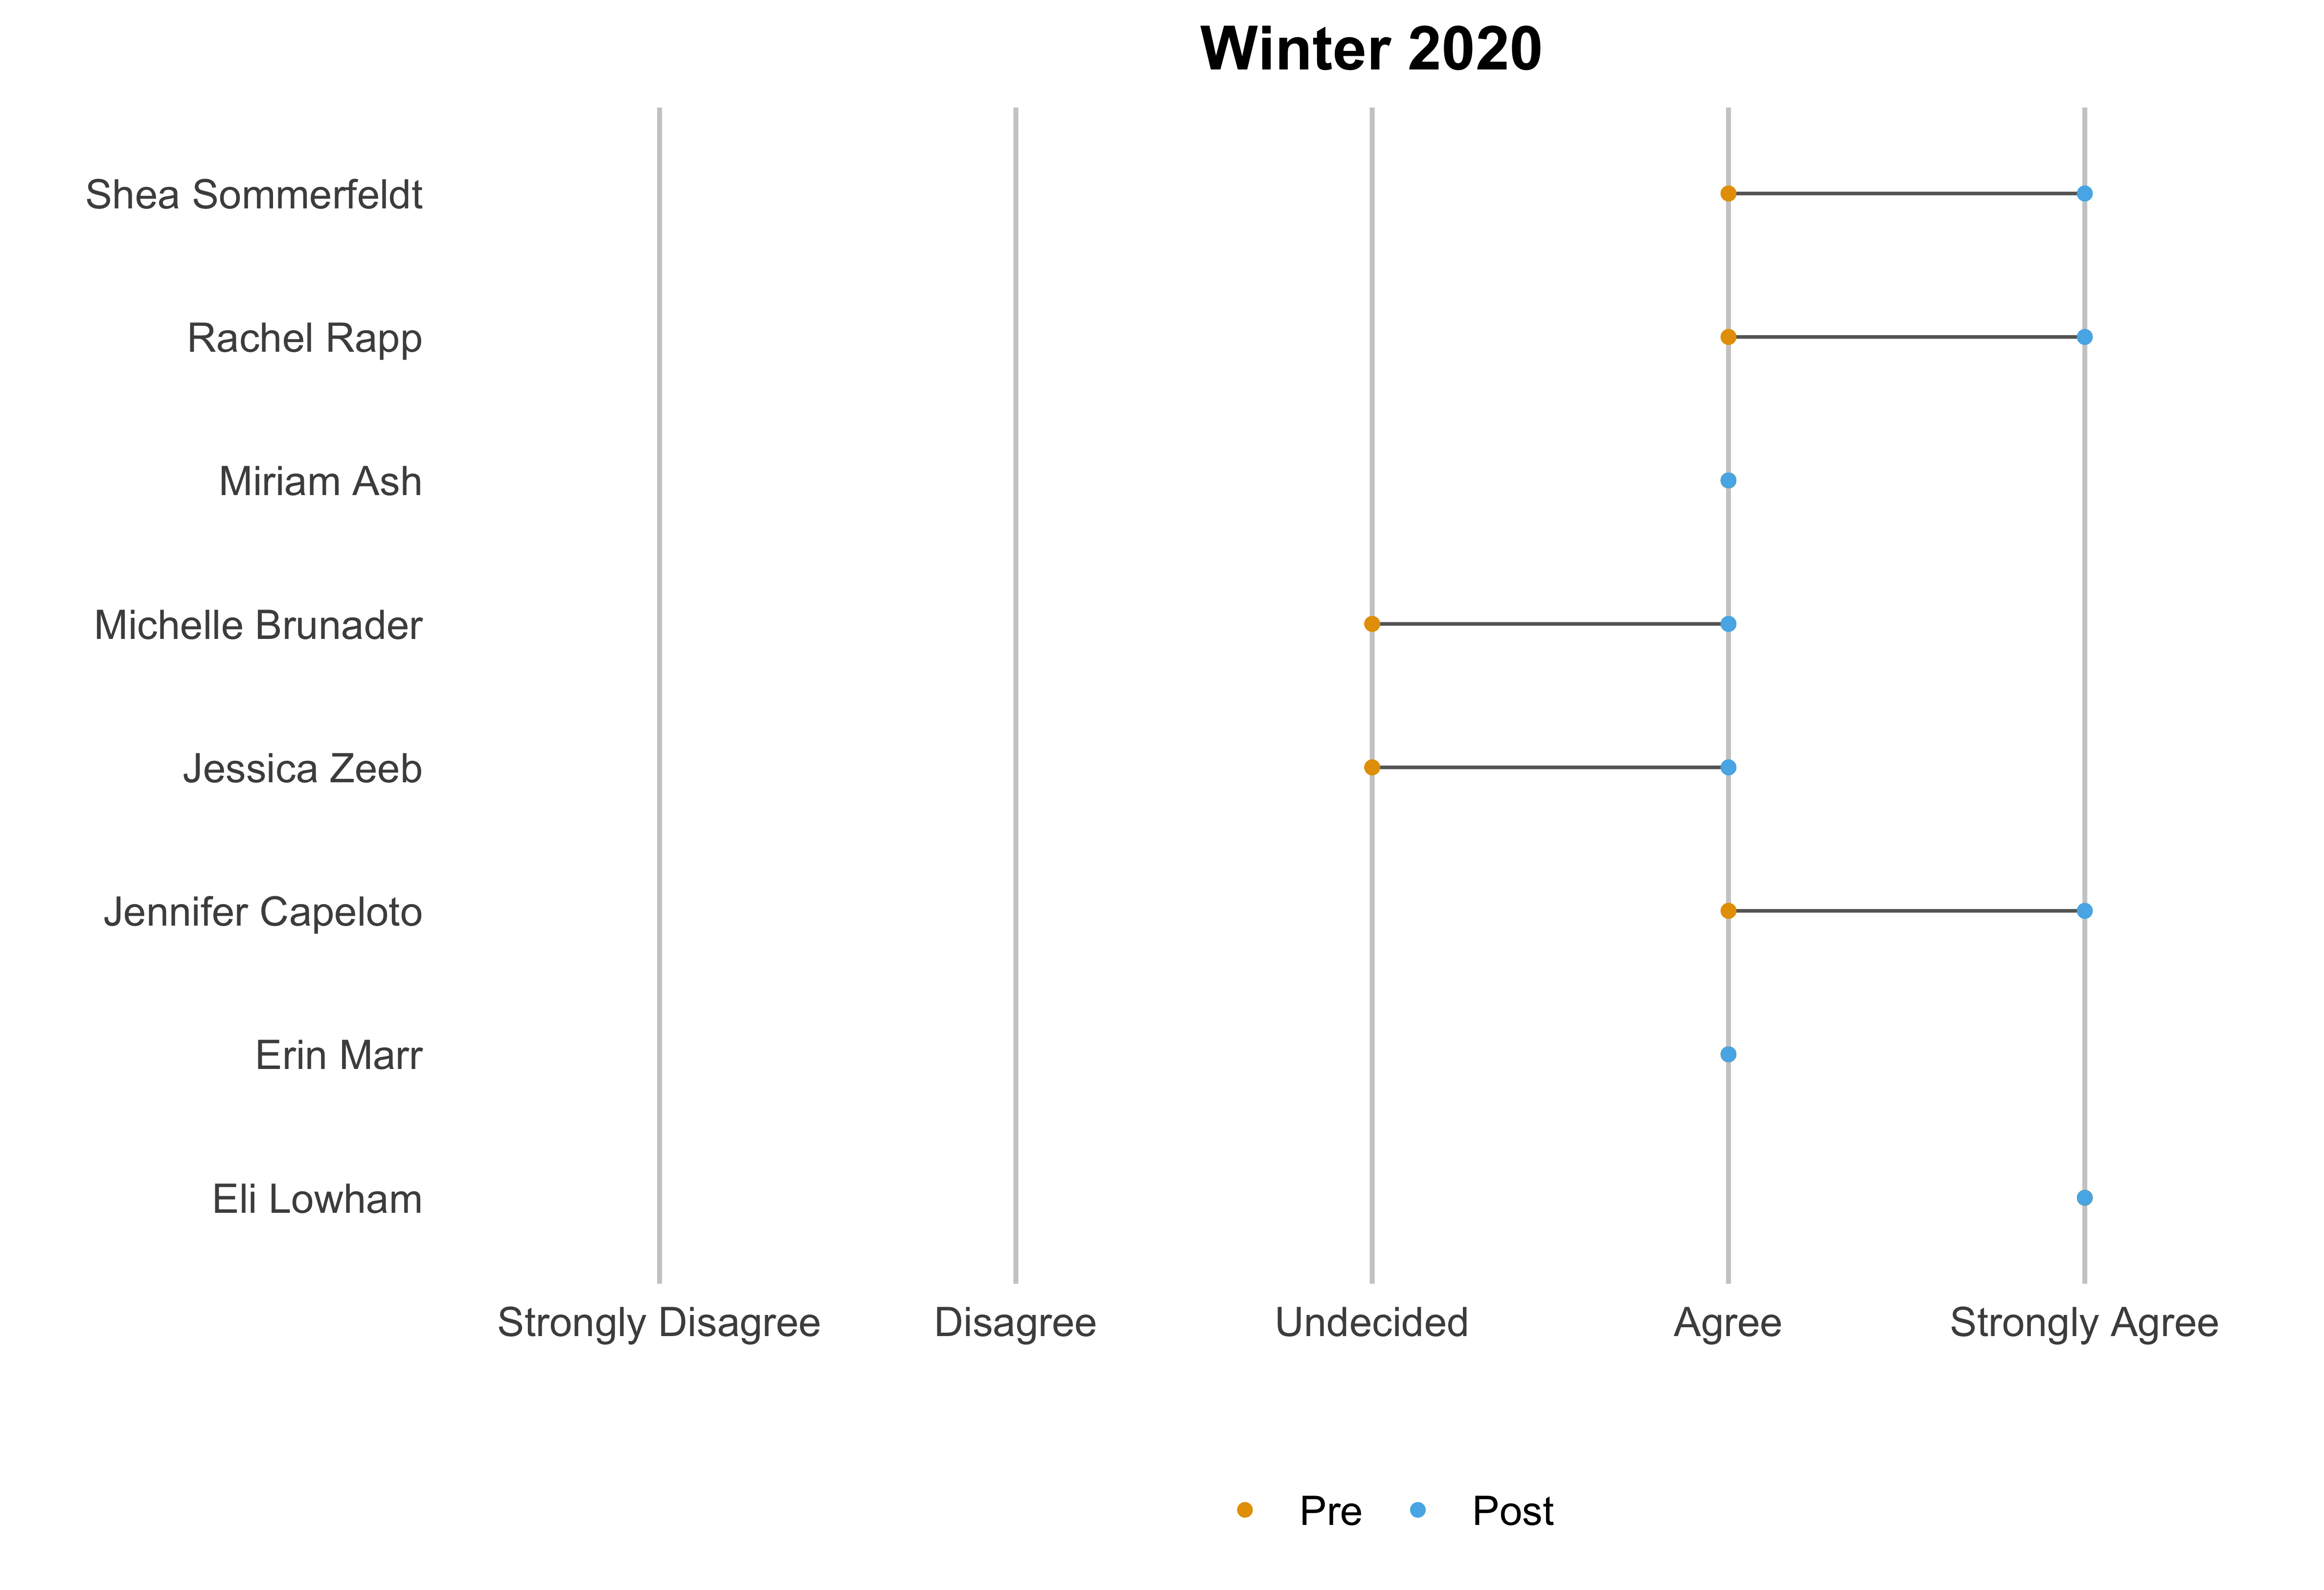 Winter 2020
Shea Sommerfeldt
Rachel Rapp
Miriam Ash
Michelle Brunader
Jessica Zeeb
Jennifer Capeloto
Erin Marr
Eli Lowham
Strongly Disagree Disagree Undecided Agree Strongly Agree
Pre Post